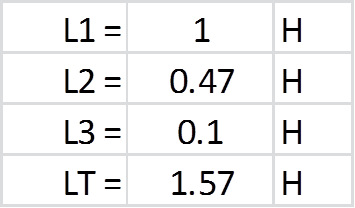 L1 = 1 H
L2 = 0.47 H
L3 = 0.1 H
LT = 1.57 H